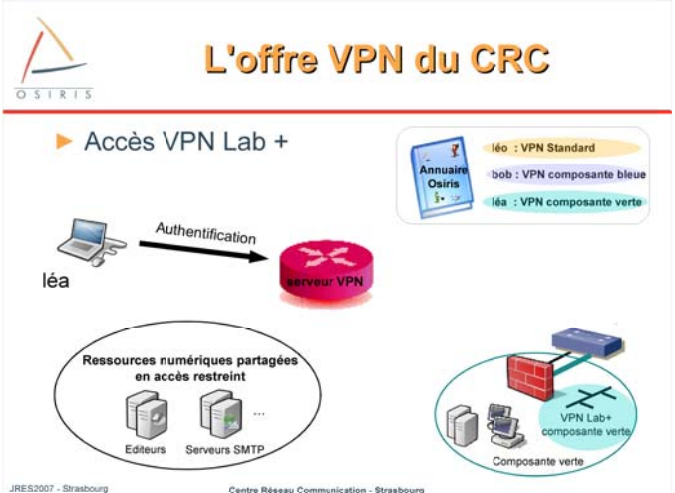 L'offre VPN du CRC
OSIRIS
Accès VPN Lab +
Annuaire
Osiris
léo : VPN Standard
bob : VPN composante bleue
léa : VPN composante verte
Authentification
léa
serveur VPN
Ressources numériques partagées
en accès restreint
...
Editeurs
Serveurs SMTP
VPN Lab+
composante verte
Composante verte
JRES2007 - Strasbourg
Centre Réseau Communication - Strasbourg